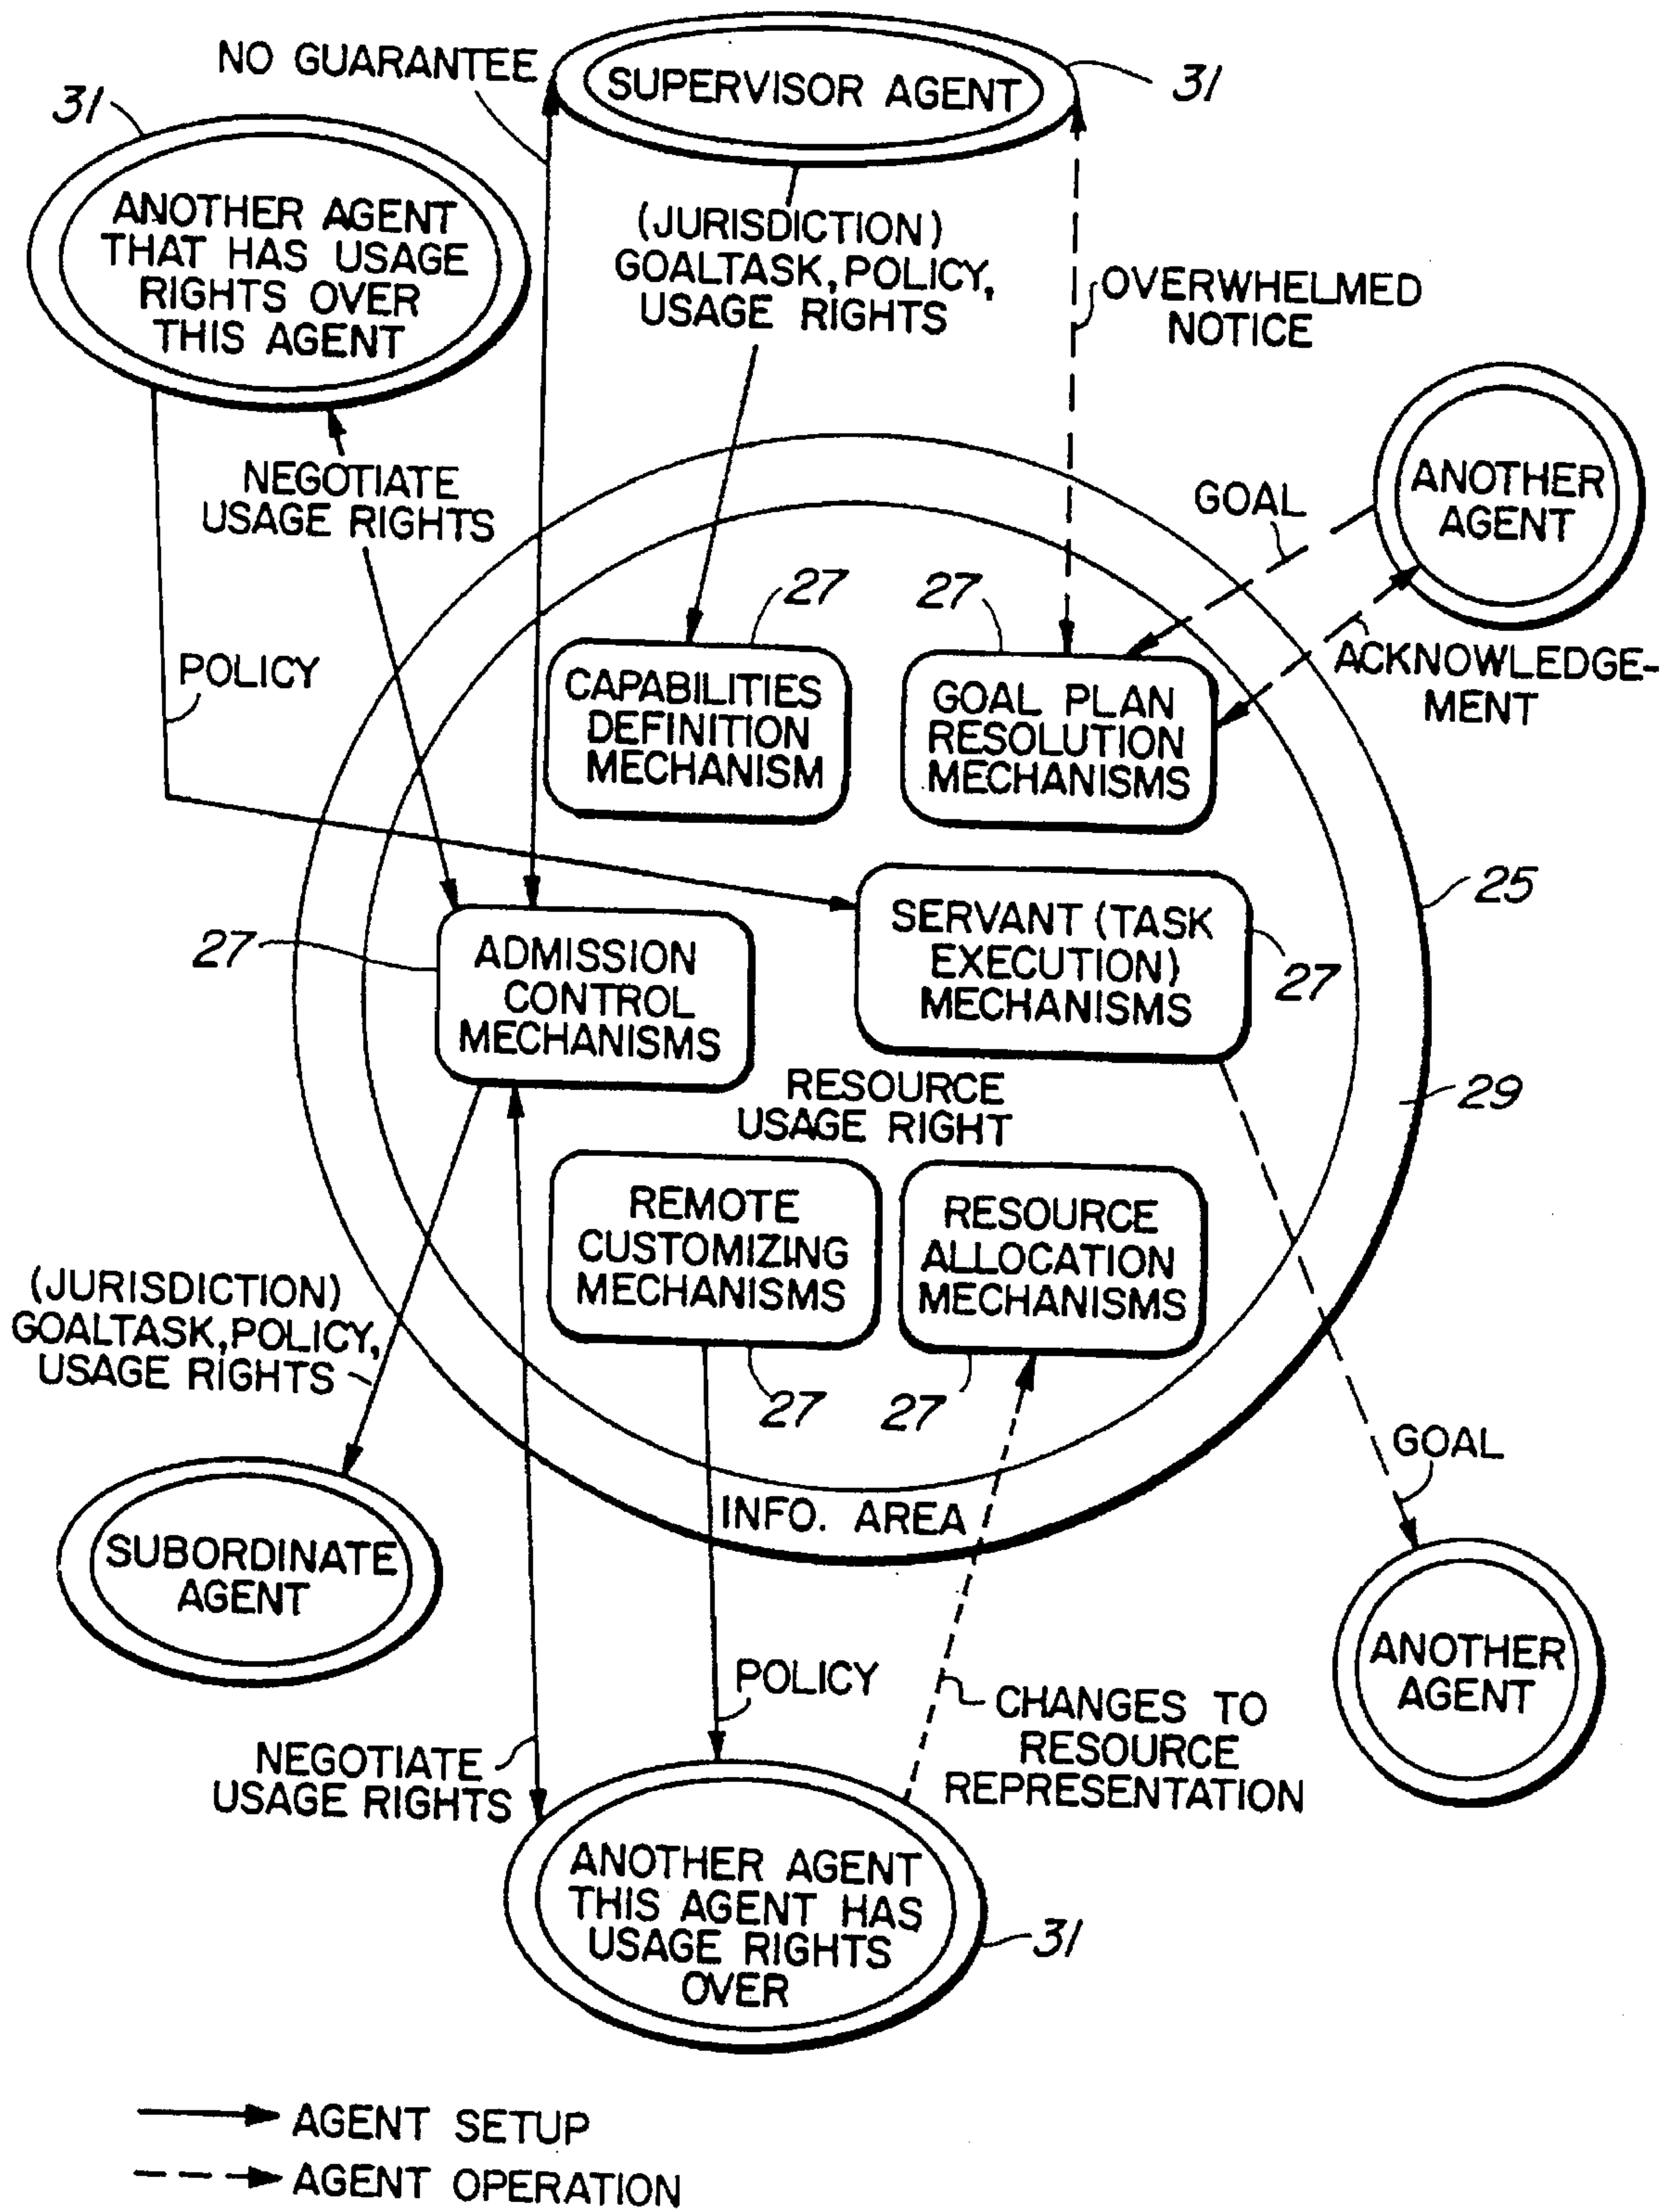 NO GUARANTEE
SUPERVISOR AGENT
31
31
ANOTHER AGENT
THAT HAS USAGE
RIGHTS OVER
THIS AGENT
(JURISDICTION)
GOALTASK, POLICY,
USAGE RIGHTS
OVERWHELMED
NOTICE
NEGOTIATE
USAGE RIGHTS
GOAL
ANOTHER
AGENT
ACKNOWLEDGE-
MENT
POLICY
27
27
CAPABILITIES
DEFINITION
MECHANISM
GOAL PLAN
RESOLUTION
MECHANISMS
25
27
ADMISSION
CONTROL
MECHANISMS
SERVANT (TASK
EXECUTION)
MECHANISMS
27
RESOURCE
USAGE RIGHT
29
REMOTE
CUSTOMIZING
MECHANISMS
RESOURCE
ALLOCATION
MECHANISMS
(JURISDICTION)
GOALTASK, POLICY,
USAGE RIGHTS
27
27
GOAL
INFO. AREA
SUBORDINATE
AGENT
ANOTHER
AGENT
POLICY
CHANGES TO
RESOURCE
REPRESENTATION
NEGOTIATE
USAGE RIGHTS
ANOTHER AGENT
THIS AGENT HAS
USAGE RIGHTS
OVER
31
AGENT SETUP
AGENT OPERATION